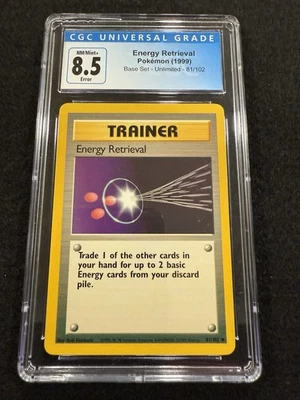 CGC UNIVERSAL GRADE
NM/Mint+
8.5
Error
Energy Retrieval
Pokémon (1999)
Base Set - Unlimited - 81/102
TRAINER
Energy Retrieval
Trade 1 of the other cards in
your hand for up to 2 basic
Energy cards from your discard
pile.
81/102